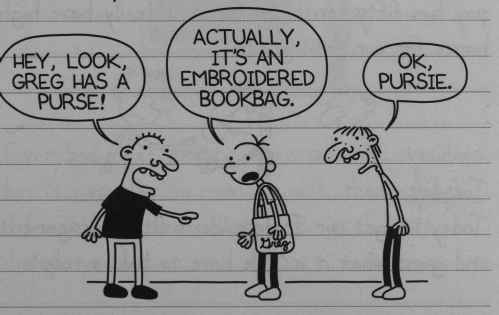 HEY, LOOK,
GREG HAS A
PURSE!
ACTUALLY,
IT'S AN
EMBROIDERED
BOOKBAG.
OK,
PURSIE.
Greg